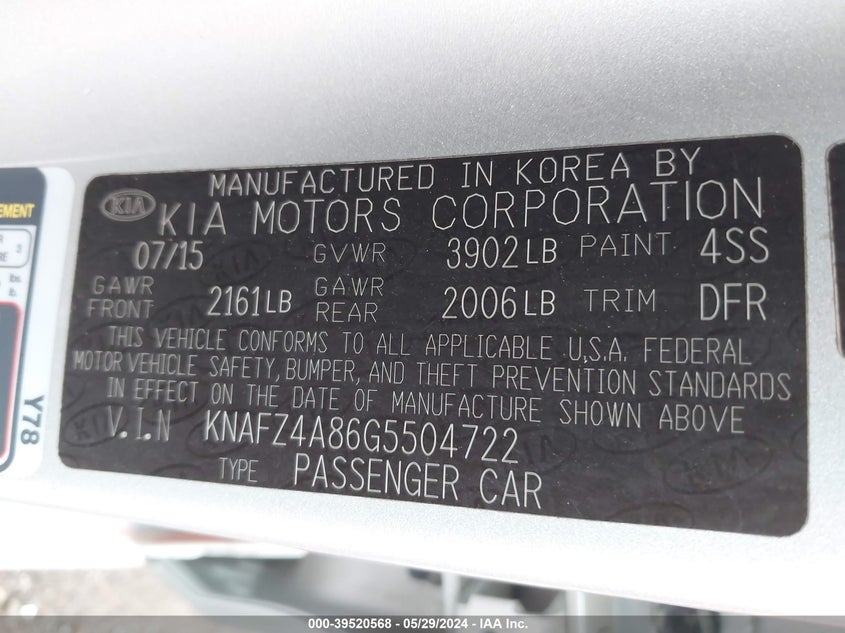 MANUFACTURED IN KOREA BY
KIA KIA MOTORS CORPORATION
07/15 GVWR 3902 LB PAINT 4SS
GAWR FRONT 2161 LB GAWR REAR 2006 LB TRIM DFR
THIS VEHICLE CONFORMS TO ALL APPLICABLE U.S.A. FEDERAL
MOTOR VEHICLE SAFETY, BUMPER, AND THEFT PREVENTION STANDARDS
IN EFFECT ON THE DATE OF MANUFACTURE SHOWN ABOVE
V.I.N KNAFZ4A86G5504722
TYPE PASSENGER CAR
EMENT
3
lbs.
Y78
000-39520568 - 05/29/2024 - IAA Inc.